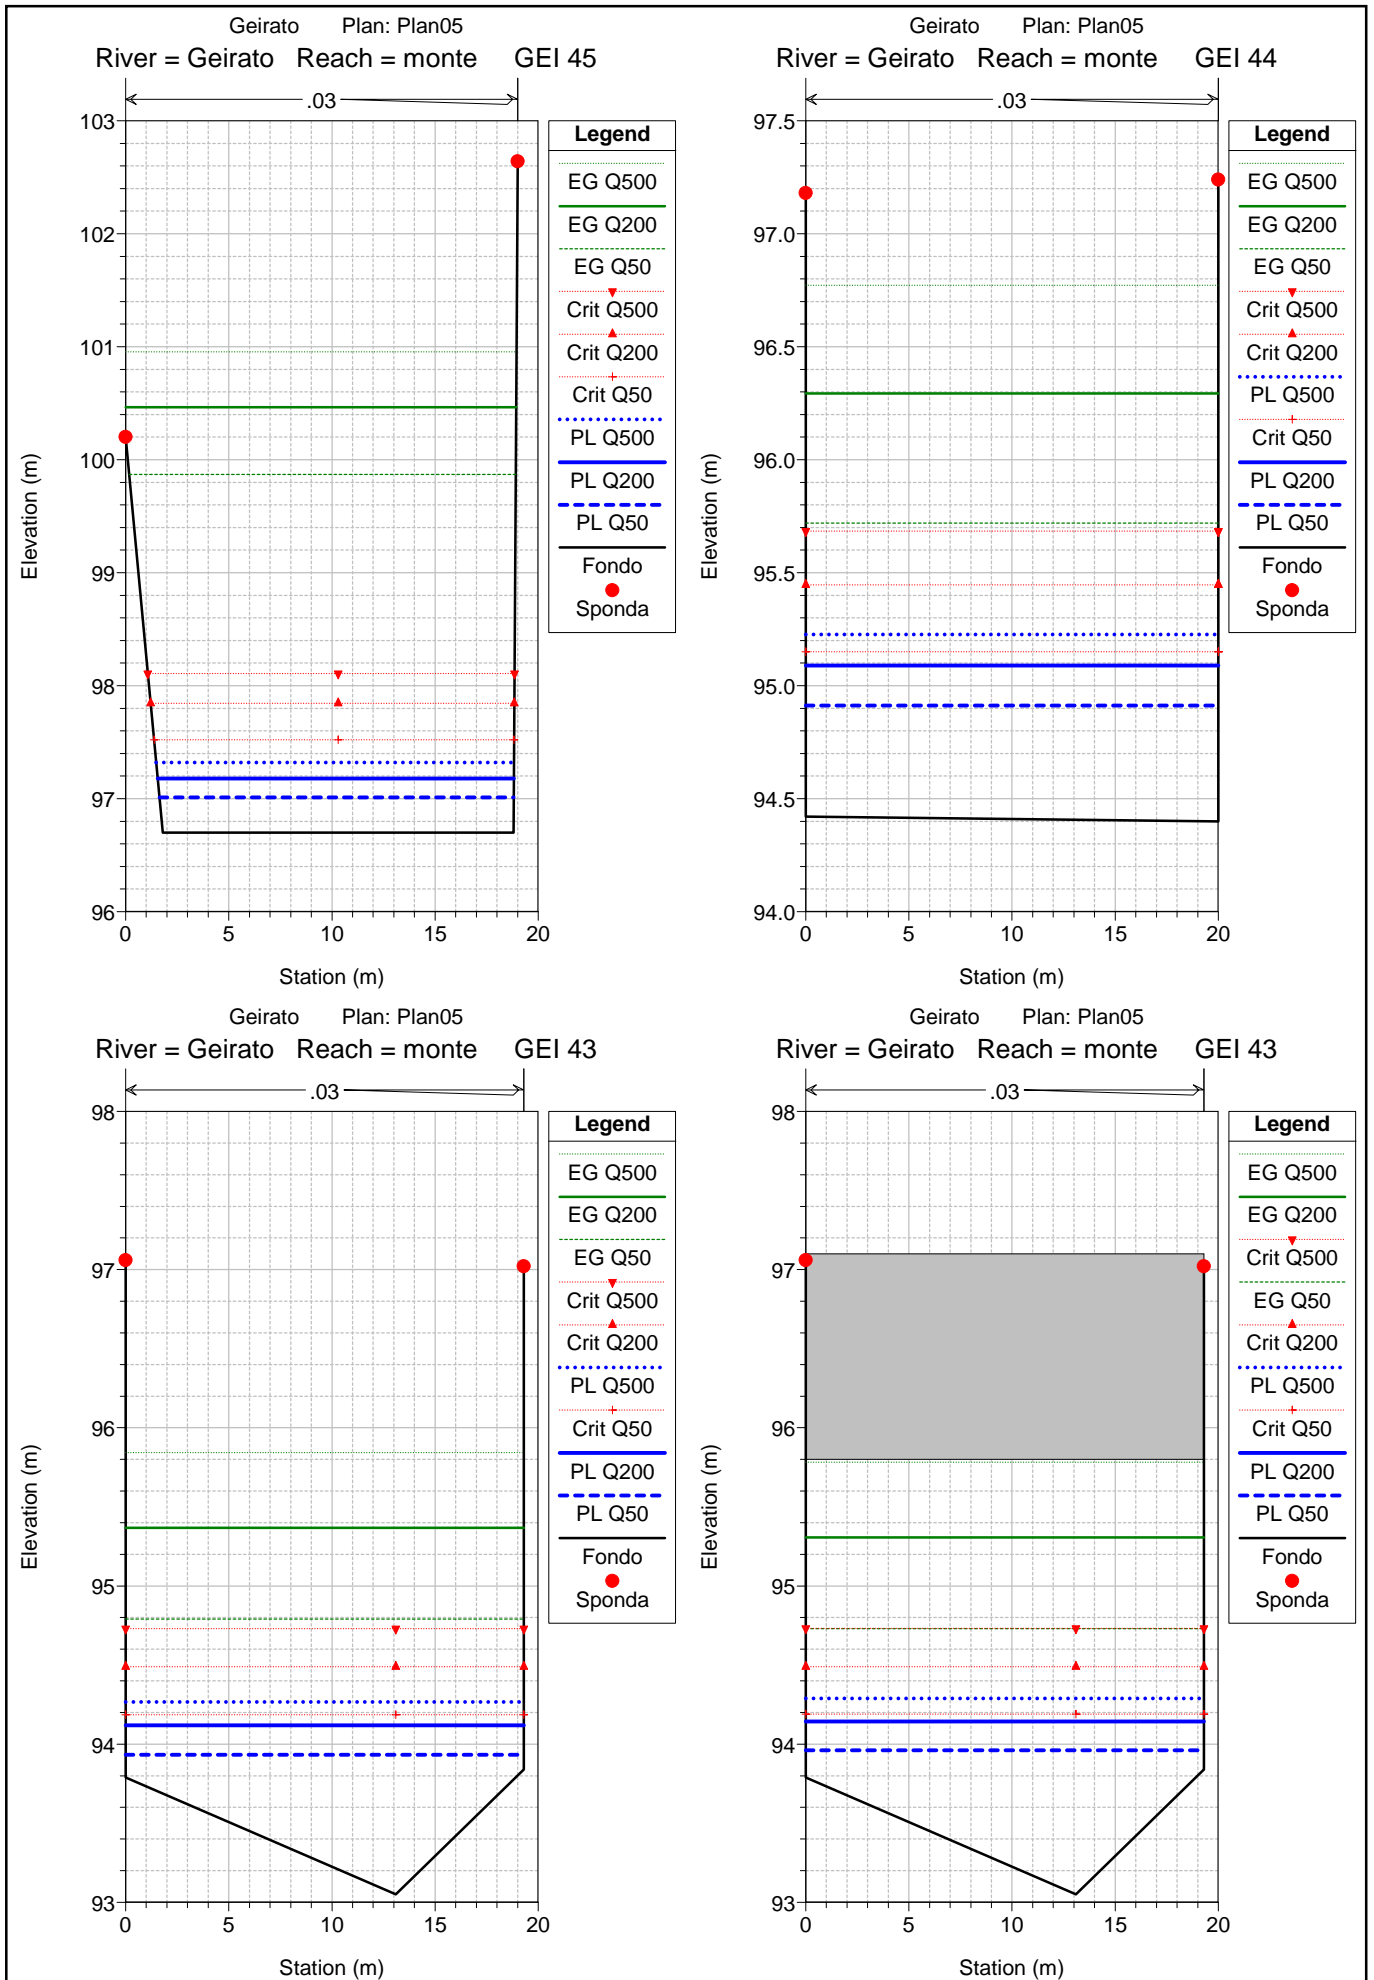 Geirato Plan: Plan05
River = Geirato Reach = monte GEI 45
.03
103
102
101
100
99
98
97
96
0 5 10 15 20
Elevation (m)
Station (m)
Legend
EG Q500
EG Q200
EG Q50
Crit Q500
Crit Q200
Crit Q50
PL Q500
PL Q200
PL Q50
Fondo
Sponda
Geirato Plan: Plan05
River = Geirato Reach = monte GEI 44
.03
97.5
97.0
96.5
96.0
95.5
95.0
94.5
94.0
0 5 10 15 20
Elevation (m)
Station (m)
Legend
EG Q500
EG Q200
EG Q50
Crit Q500
Crit Q200
PL Q500
Crit Q50
PL Q200
PL Q50
Fondo
Sponda
Geirato Plan: Plan05
River = Geirato Reach = monte GEI 43
.03
98
97
96
95
94
93
0 5 10 15 20
Elevation (m)
Station (m)
Legend
EG Q500
EG Q200
EG Q50
Crit Q500
Crit Q200
PL Q500
Crit Q50
PL Q200
PL Q50
Fondo
Sponda
Geirato Plan: Plan05
River = Geirato Reach = monte GEI 43
.03
98
97
96
95
94
93
0 5 10 15 20
Elevation (m)
Station (m)
Legend
EG Q500
EG Q200
Crit Q500
EG Q50
Crit Q200
PL Q500
Crit Q50
PL Q200
PL Q50
Fondo
Sponda